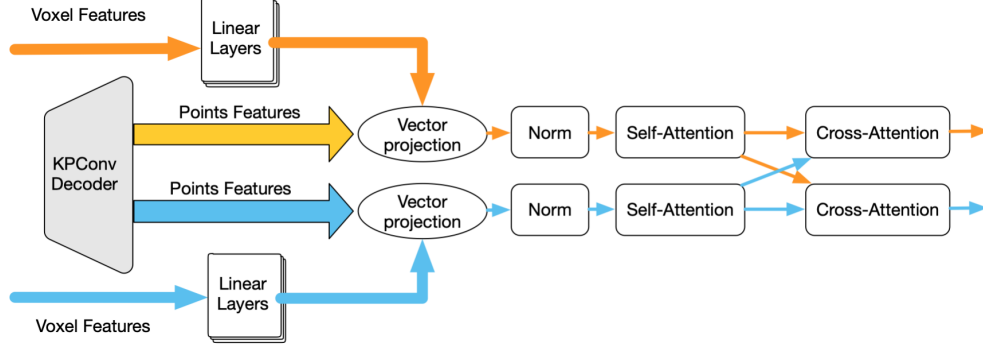 Voxel Features
Linear
Layers
Points Features
KPConv
Decoder
Vector
projection
Norm
Self-Attention
Cross-Attention
Points Features
Vector
projection
Norm
Self-Attention
Cross-Attention
Linear
Layers
Voxel Features